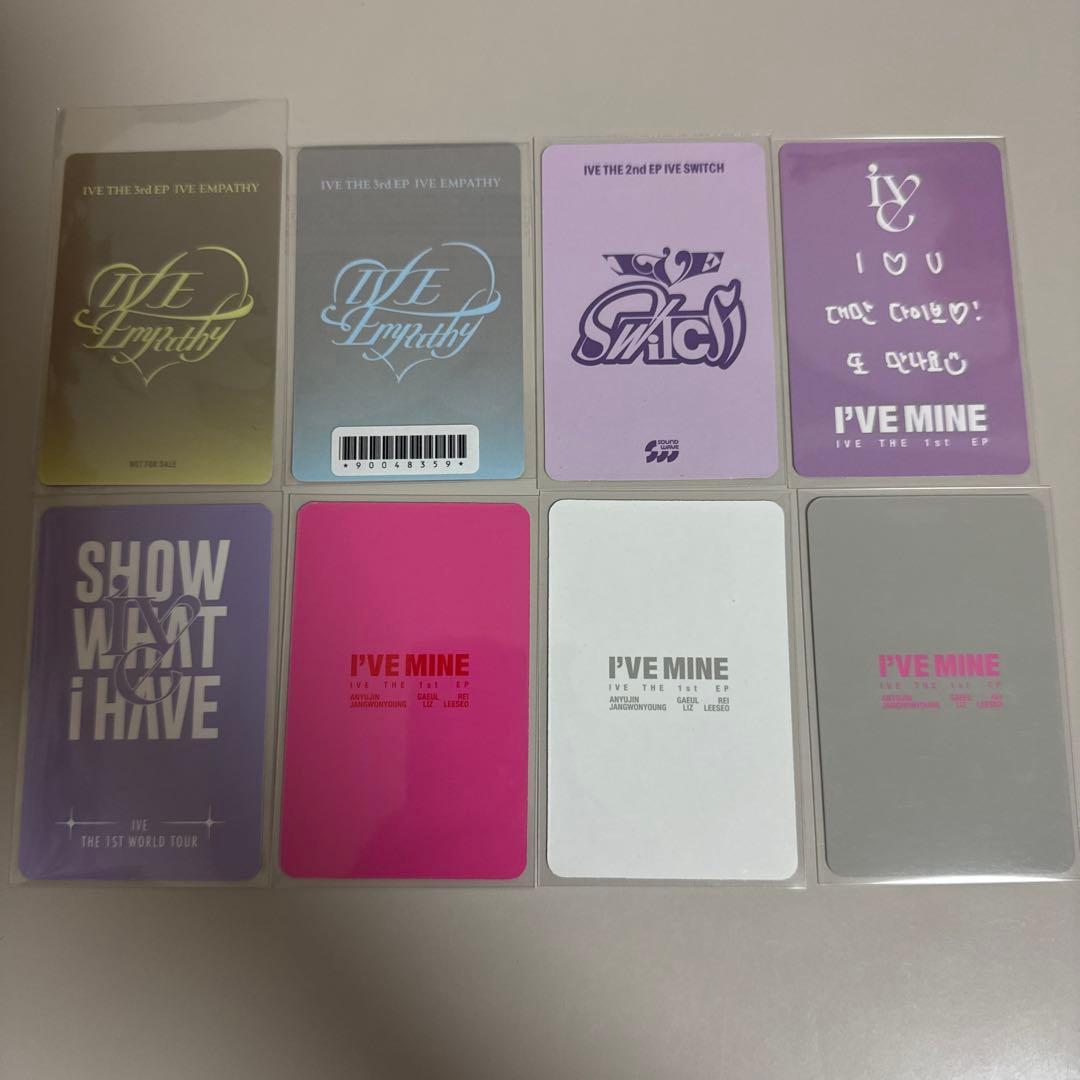 IVE THE 3rd EP IVE EMPATHY
IVE
Empathy
NOT FOR SALE
IVE THE 3rd EP IVE EMPATHY
IVE
Empathy
*90048359*
IVE THE 2nd EP IVE SWITCH
IVE
SWITCH
SOUND
WAVE
IVE
I ♡ U
대만 다이브♡!
또 만나요
I'VE MINE
IVE THE 1st EP
SHOW
WHAT
i HAVE
IVE
IVE
THE 1ST WORLD TOUR
I'VE MINE
IVE THE 1st EP
ANYUJIN GAEUL REI
JANGWONYOUNG LIZ LEESEO
I'VE MINE
IVE THE 1st EP
ANYUJIN GAEUL REI
JANGWONYOUNG LIZ LEESEO
I'VE MINE
IVE THE 1st EP
ANYUJIN GAEUL REI
JANGWONYOUNG LIZ LEESEO